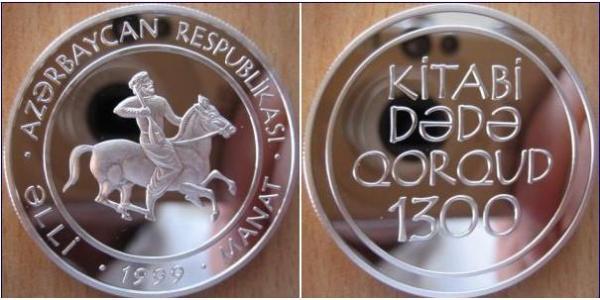 AZƏRBAYCAN RESPUBLİKASI
ƏLLİ · 1999 · MANAT
KİTABİ
DƏDƏ
QORQUD
1300